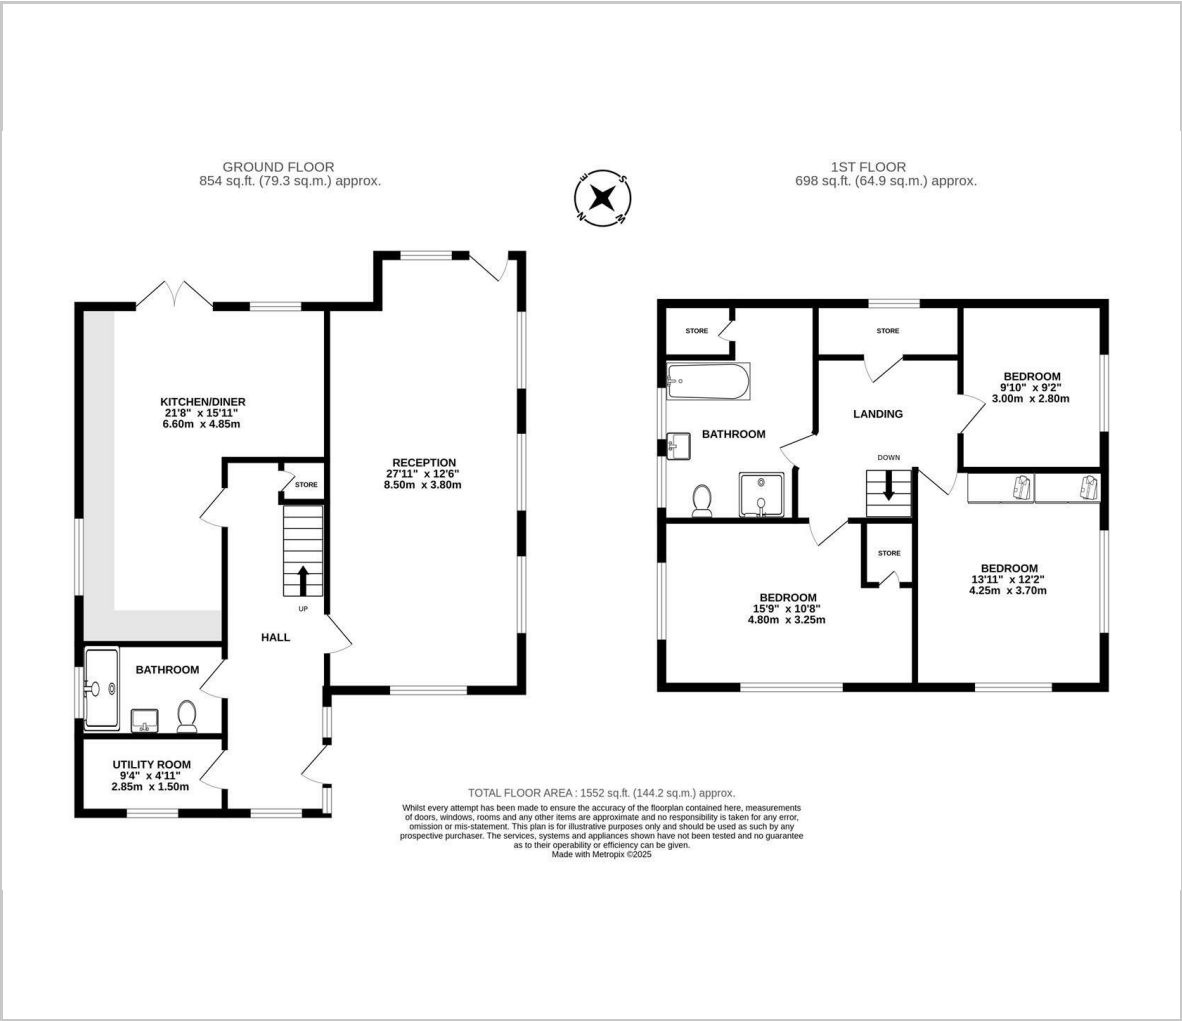 GROUND FLOOR
854 sq.ft. (79.3 sq.m.) approx.
1ST FLOOR
698 sq.ft. (64.9 sq.m.) approx.
E
S
N
W
KITCHEN/DINER
21'8" x 15'11"
6.60m x 4.85m
RECEPTION
27'11" x 12'6"
8.50m x 3.80m
STORE
UP
HALL
BATHROOM
UTILITY ROOM
9'4" x 4'11"
2.85m x 1.50m
STORE
STORE
BEDROOM
9'10" x 9'2"
3.00m x 2.80m
LANDING
BATHROOM
DOWN
STORE
BEDROOM
13'11" x 12'2"
4.25m x 3.70m
BEDROOM
15'9" x 10'8"
4.80m x 3.25m
TOTAL FLOOR AREA : 1552 sq.ft. (144.2 sq.m.) approx.
Whilst every attempt has been made to ensure the accuracy of the floorplan contained here, measurements
of doors, windows, rooms and any other items are approximate and no responsibility is taken for any error,
omission or mis-statement. This plan is for illustrative purposes only and should be used as such by any
prospective purchaser. The services, systems and appliances shown have not been tested and no guarantee
as to their operability or efficiency can be given.
Made with Metropix ©2025